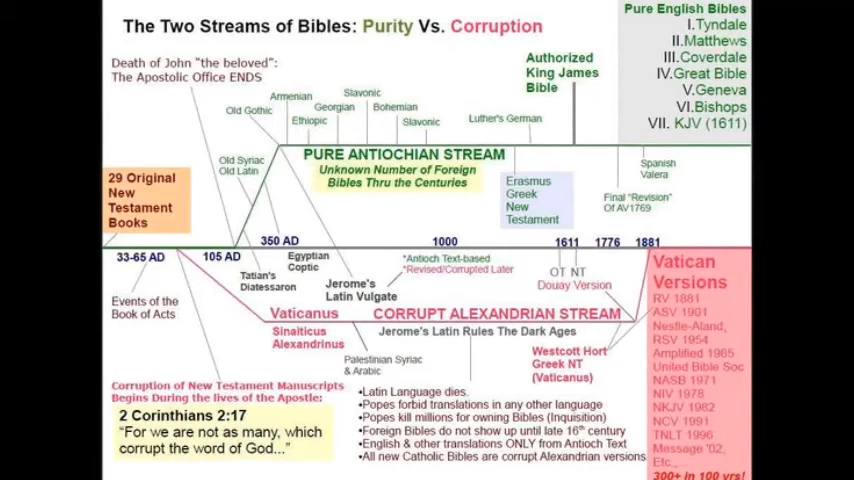 The Two Streams of Bibles: Purity Vs. Corruption
Pure English Bibles
I.Tyndale
II.Matthews
III.Coverdale
IV.Great Bible
V.Geneva
VI.Bishops
VII. KJV (1611)
Death of John "the beloved":
The Apostolic Office ENDS
Authorized
King James
Bible
Old Gothic
Armenian
Ethiopic
Georgian
Slavonic
Bohemian
Slavonic
Luther's German
PURE ANTIOCHIAN STREAM
Unknown Number of Foreign
Bibles Thru the Centuries
Old Syriac
Old Latin
29 Original
New
Testament
Books
Erasmus
Greek
New
Testament
Spanish
Valera
Final "Revision"
Of AV1769
33-65 AD
105 AD
350 AD
1000
1611
1776
1881
Egyptian
Coptic
Tatian's
Diatessaron
Jerome's
Latin Vulgate
*Antioch Text-based
*Revised/Corrupted Later
OT NT
Douay Version
Events of the
Book of Acts
Vaticanus
CORRUPT ALEXANDRIAN STREAM
Sinaiticus
Alexandrinus
Jerome's Latin Rules The Dark Ages
Palestinian Syriac
& Arabic
Westcott Hort
Greek NT
(Vaticanus)
Vatican
Versions
RV 1881
ASV 1901
Nestle-Aland,
RSV 1954
Amplified 1965
United Bible Soc
NASB 1971
NIV 1978
NKJV 1982
NCV 1991
TNLT 1996
Message '02,
Etc.,...
300+ in 100 yrs!
Corruption of New Testament Manuscripts
Begins During the lives of the Apostle:
2 Corinthians 2:17
"For we are not as many, which
corrupt the word of God..."
•Latin Language dies.
•Popes forbid translations in any other language
•Popes kill millions for owning Bibles (Inquisition)
•Foreign Bibles do not show up until late 16th century
•English & other translations ONLY from Antioch Text
•All new Catholic Bibles are corrupt Alexandrian versions